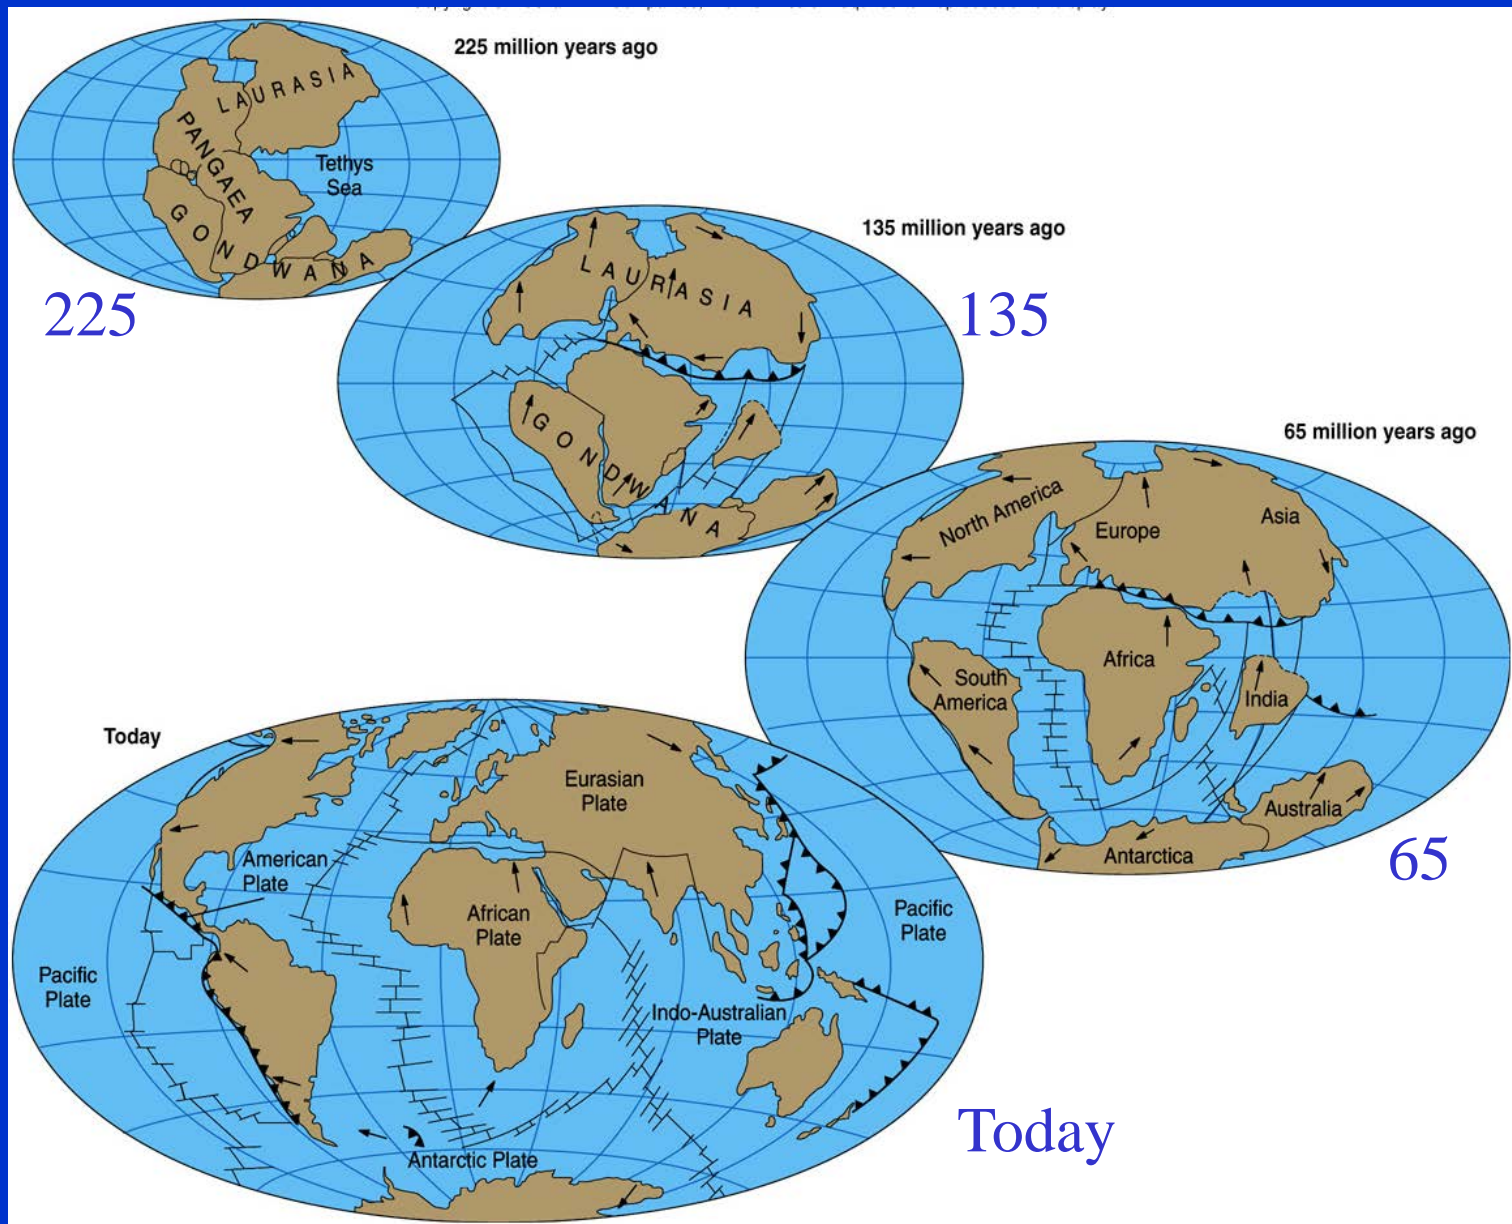 225 million years ago
LAURASIA
PANGAEA
Tethys
Sea
GONDWANA
225
135 million years ago
LAURASIA
GONDWANA
135
65 million years ago
North America
Europe
Asia
Africa
South
America
India
Australia
Antarctica
65
Today
Eurasian
Plate
American
Plate
African
Plate
Pacific
Plate
Pacific
Plate
Indo-Australian
Plate
Antarctic Plate
Today